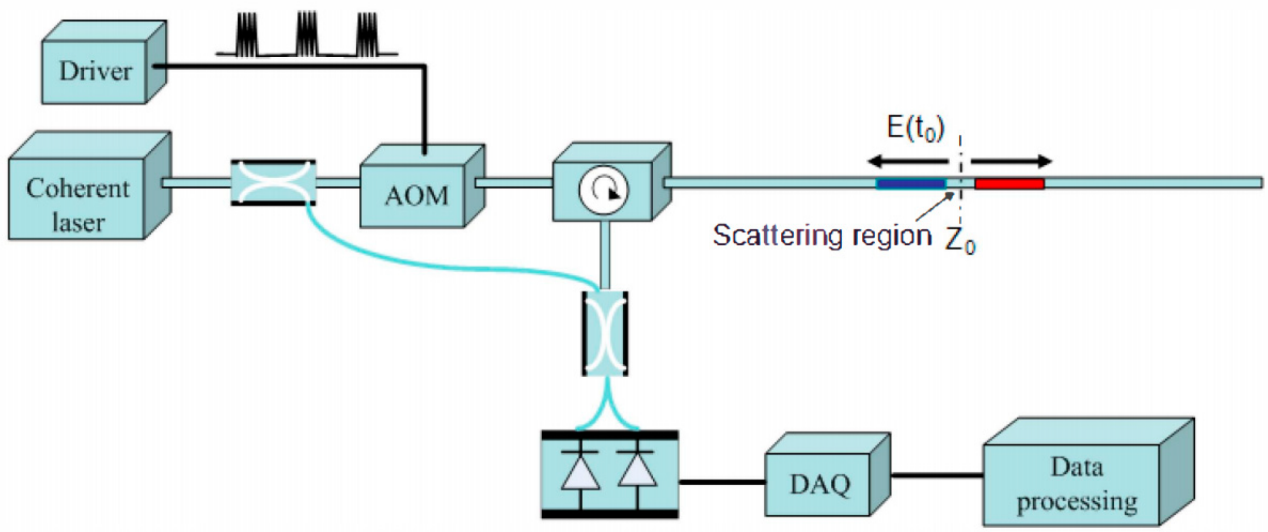 Driver
Coherent
laser
AOM
E(t₀)
Scattering region Z₀
DAQ
Data
processing